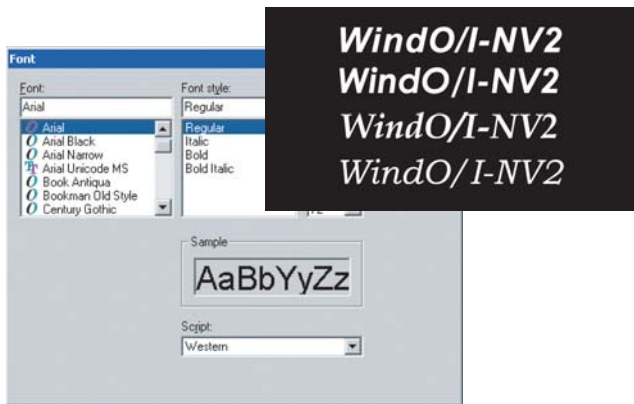 WindO/I-NV2
WindO/I-NV2
WindO/I-NV2
WindO/I-NV2
Font
Font:
Arial
Arial
Arial Black
Arial Narrow
Arial Unicode MS
Book Antiqua
Bookman Old Style
Century Gothic
Font style:
Regular
Regular
Italic
Bold
Bold Italic
Sample
AaBbYyZz
Script:
Western